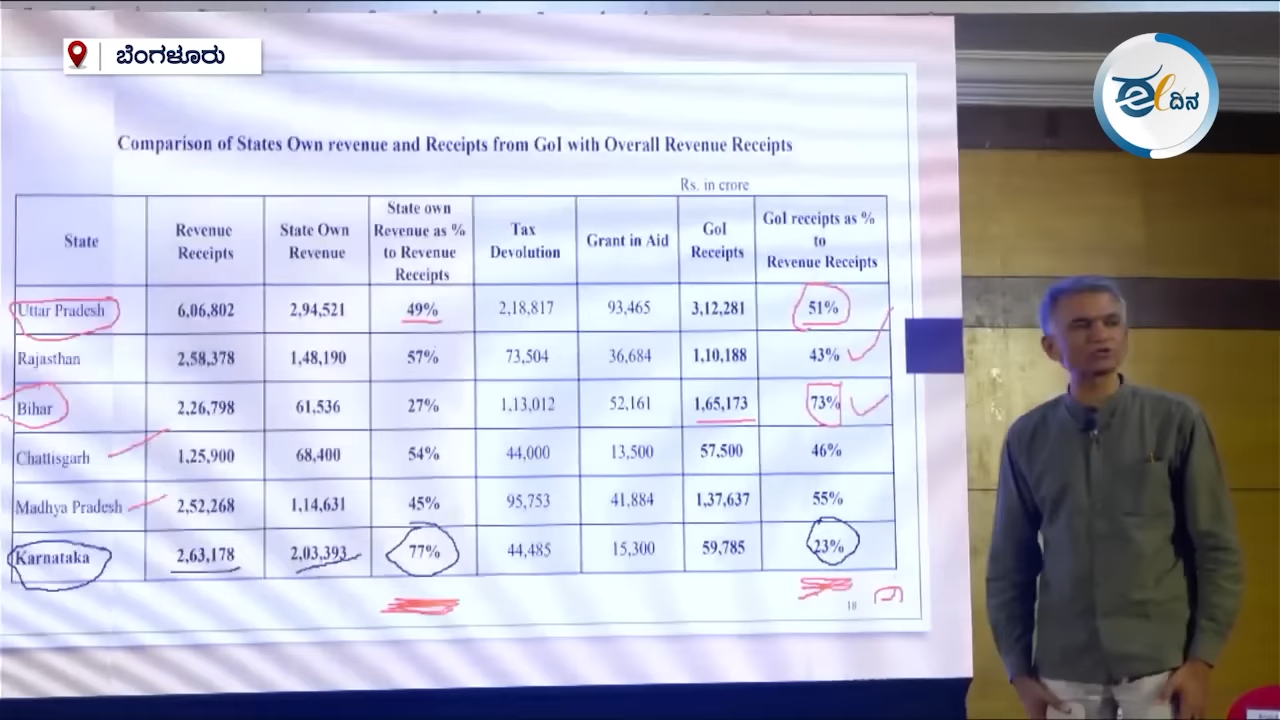 ಬೆಂಗಳೂರು
eೀದಿನ
Comparison of States Own revenue and Receipts from GoI with Overall Revenue Receipts
Rs. in crore
State Revenue Receipts State Own Revenue State own Revenue as % to Revenue Receipts Tax Devolution Grant in Aid GoI Receipts GoI receipts as % to Revenue Receipts
Uttar Pradesh 6,06,802 2,94,521 49% 2,18,817 93,465 3,12,281 51%
Rajasthan 2,58,378 1,48,190 57% 73,504 36,684 1,10,188 43%
Bihar 2,26,798 61,536 27% 1,13,012 52,161 1,65,173 73%
Chattisgarh 1,25,900 68,400 54% 44,000 13,500 57,500 46%
Madhya Pradesh 2,52,268 1,14,631 45% 95,753 41,884 1,37,637 55%
Karnataka 2,63,178 2,03,393 77% 44,485 15,300 59,785 23%
18